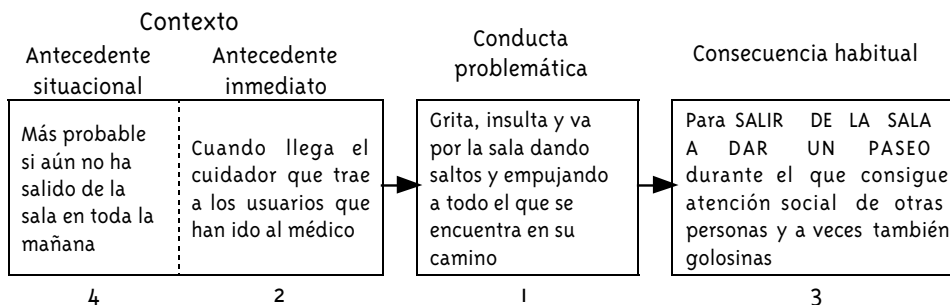 Contexto
Antecedente
situacional
Antecedente
inmediato
Conducta
problemática
Consecuencia habitual
Más probable
si aún no ha
salido de la
sala en toda la
mañana
Cuando llega el
cuidador que trae
a los usuarios que
han ido al médico
Grita, insulta y va
por la sala dando
saltos y empujando
a todo el que se
encuentra en su
camino
Para SALIR DE LA SALA
A DAR UN PASEO
durante el que consigue
atención social de otras
personas y a veces también
golosinas
4
2
1
3